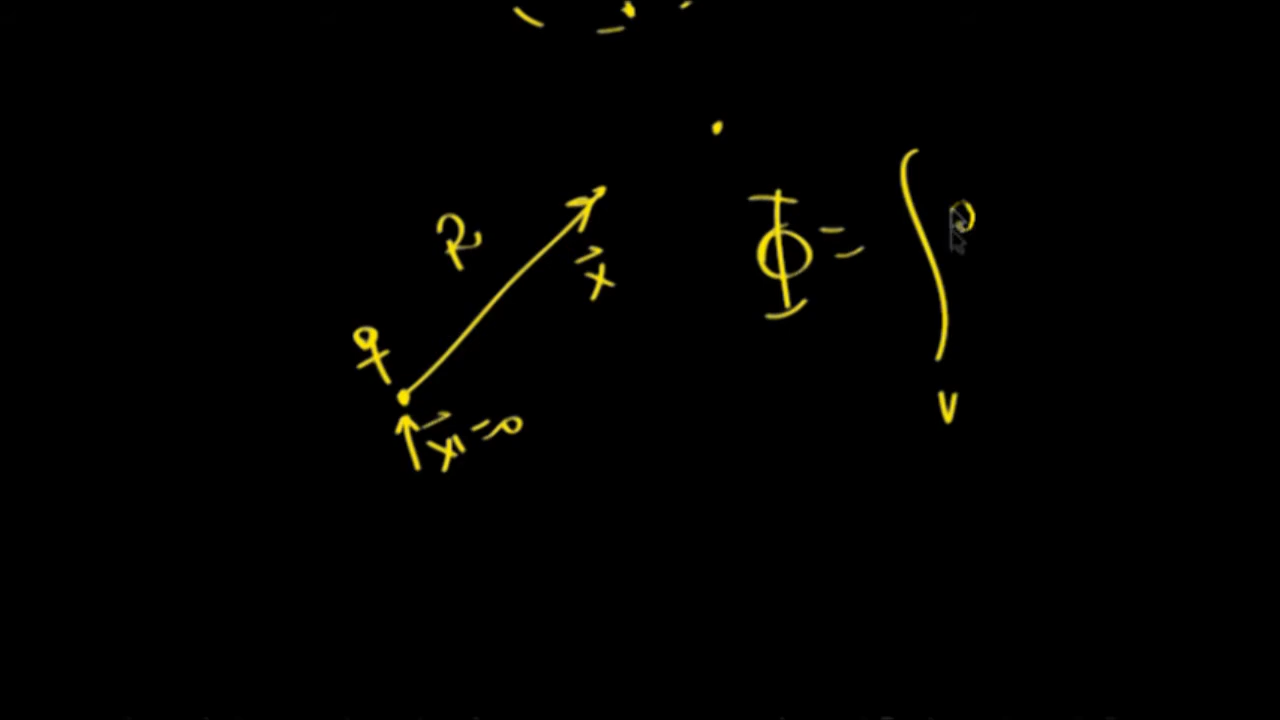 R
x⃗
q
x⃗' = 0
Φ = ∫
V